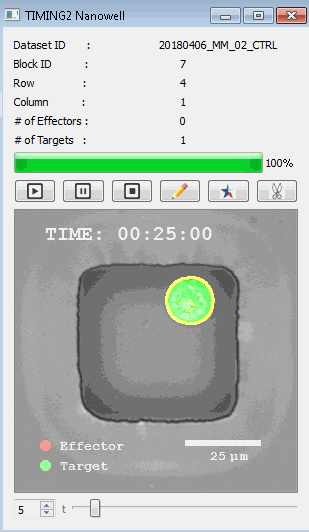 TIMING2 Nanowell
Dataset ID : 20180406_MM_02_CTRL
Block ID : 7
Row : 4
Column : 1
# of Effectors : 0
# of Targets : 1
100%
TIME: 00:25:00
Effector
Target
25 µm
5 t